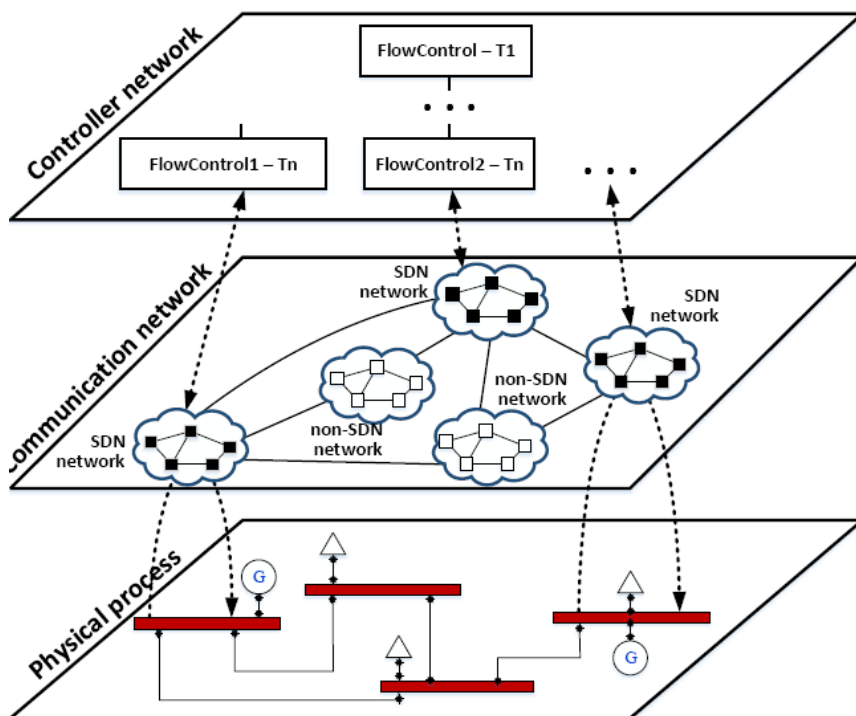 Controller network
FlowControl – T1
FlowControl1 – Tn
FlowControl2 – Tn
ommunication network
SDN
network
SDN
network
non-SDN
network
non-SDN
network
SDN
network
Physical process
G
G